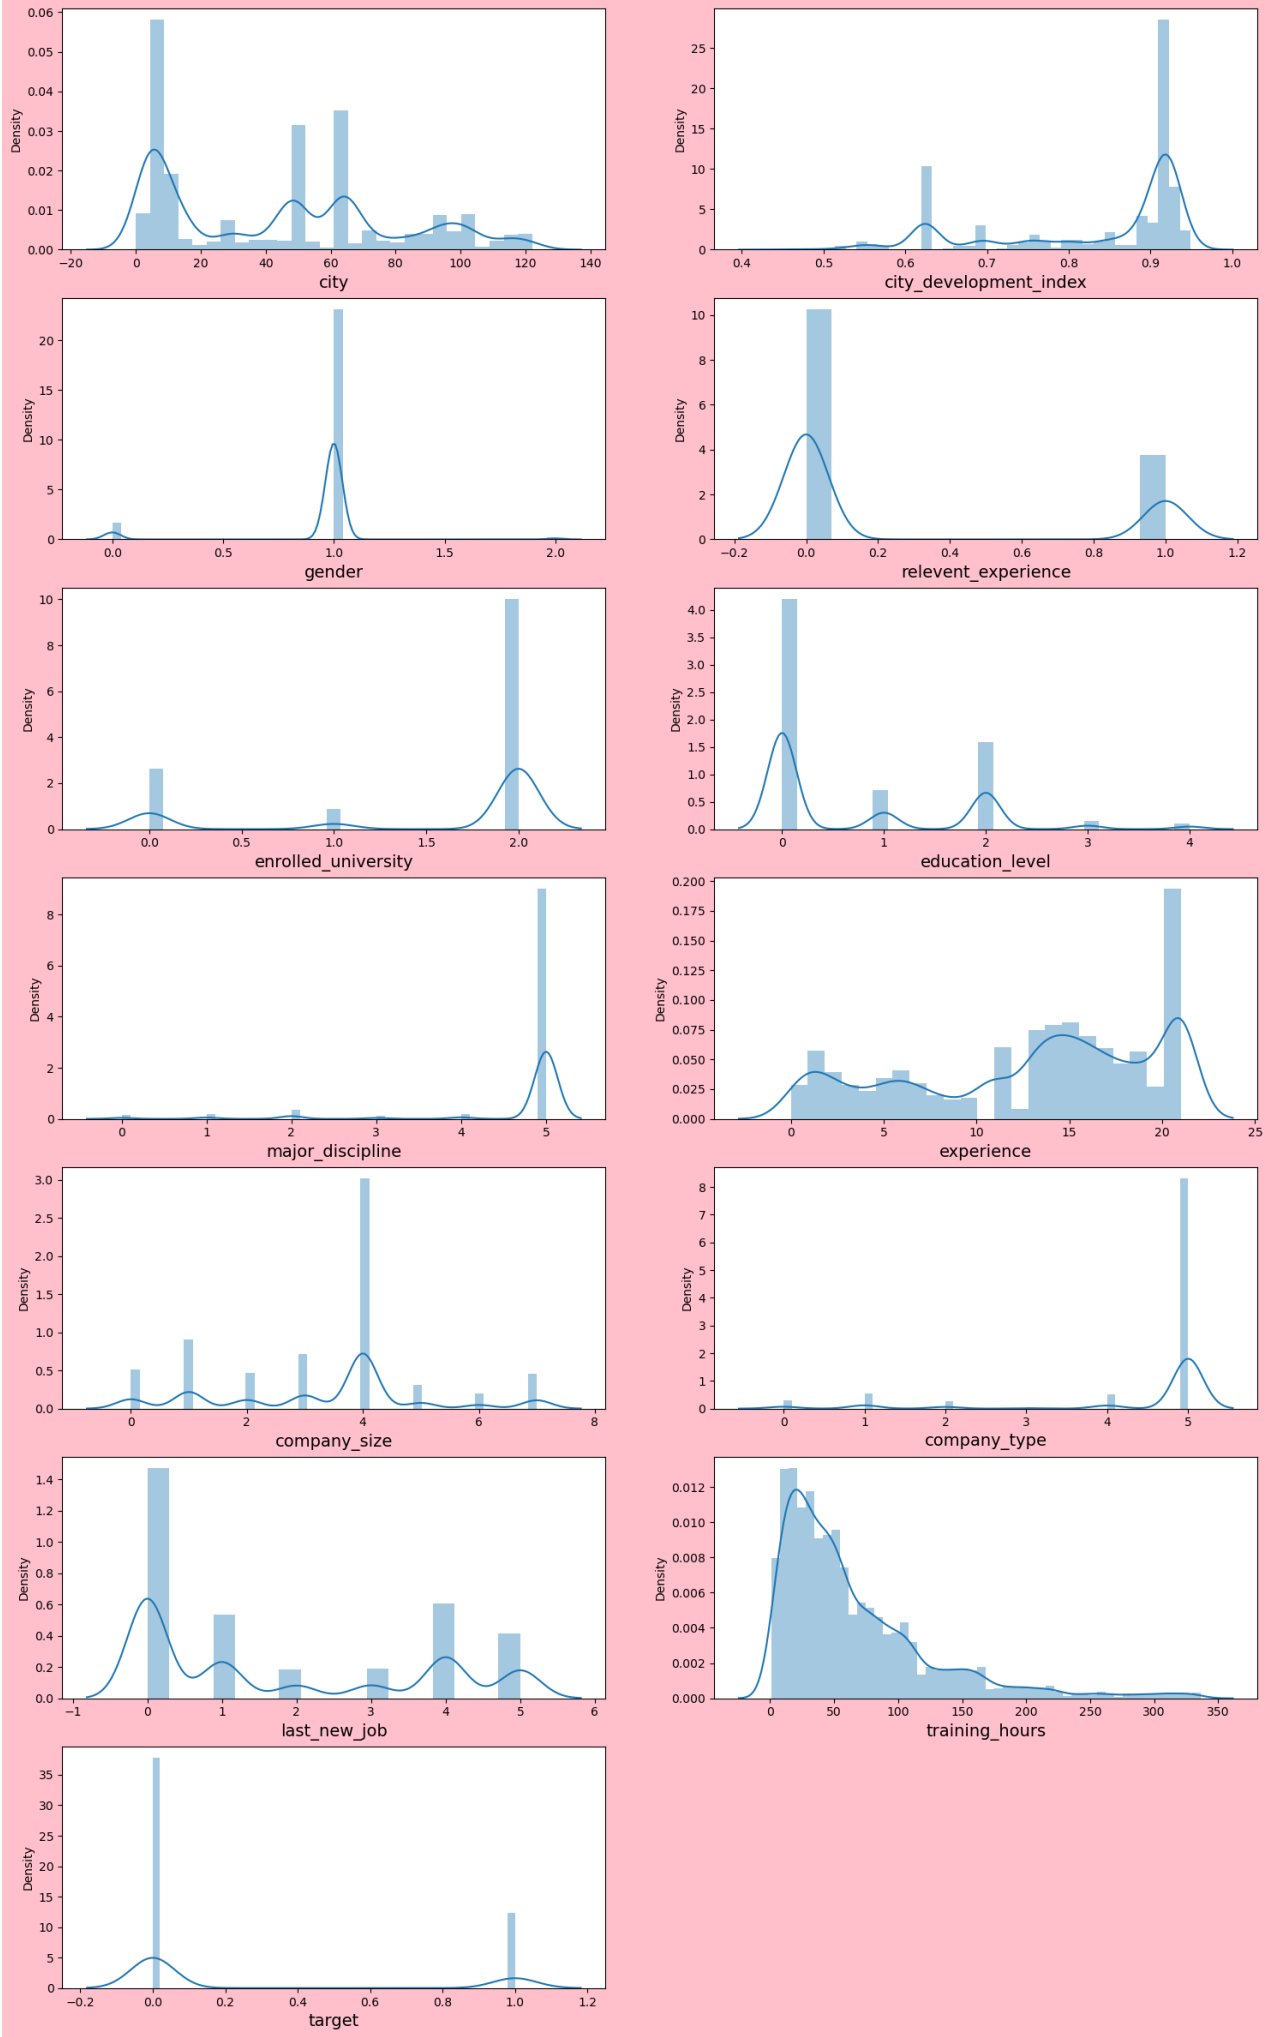 0.06
0.05
0.04
0.03
0.02
0.01
0.00
Density
−20 0 20 40 60 80 100 120 140
city
25
20
15
10
5
0
Density
0.4 0.5 0.6 0.7 0.8 0.9 1.0
city_development_index
20
15
10
5
0
Density
0.0 0.5 1.0 1.5 2.0
gender
10
8
6
4
2
0
Density
−0.2 0.0 0.2 0.4 0.6 0.8 1.0 1.2
relevent_experience
10
8
6
4
2
0
Density
0.0 0.5 1.0 1.5 2.0
enrolled_university
4.0
3.5
3.0
2.5
2.0
1.5
1.0
0.5
0.0
Density
0 1 2 3 4
education_level
8
6
4
2
0
Density
0 1 2 3 4 5
major_discipline
0.200
0.175
0.150
0.125
0.100
0.075
0.050
0.025
0.000
Density
0 5 10 15 20 25
experience
3.0
2.5
2.0
1.5
1.0
0.5
0.0
Density
0 2 4 6 8
company_size
8
7
6
5
4
3
2
1
0
Density
0 1 2 3 4 5
company_type
1.4
1.2
1.0
0.8
0.6
0.4
0.2
0.0
Density
−1 0 1 2 3 4 5 6
last_new_job
0.012
0.010
0.008
0.006
0.004
0.002
0.000
Density
0 50 100 150 200 250 300 350
training_hours
35
30
25
20
15
10
5
0
Density
−0.2 0.0 0.2 0.4 0.6 0.8 1.0 1.2
target